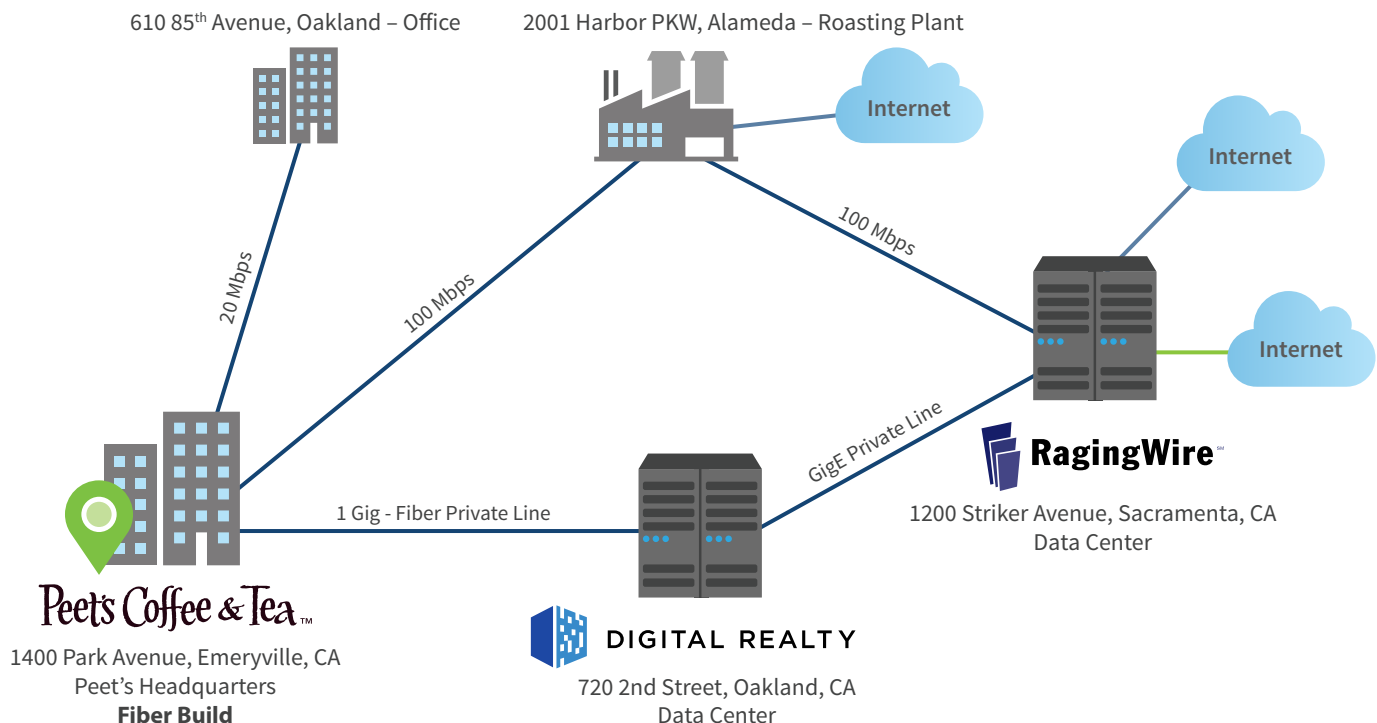 610 85th Avenue, Oakland – Office
2001 Harbor PKW, Alameda – Roasting Plant
Internet
Internet
20 Mbps
100 Mbps
100 Mbps
Internet
GigE Private Line
RagingWire SM
1 Gig - Fiber Private Line
1200 Striker Avenue, Sacramenta, CA
Data Center
Peet's Coffee & Tea™
DIGITAL REALTY
1400 Park Avenue, Emeryville, CA
Peet's Headquarters
Fiber Build
720 2nd Street, Oakland, CA
Data Center